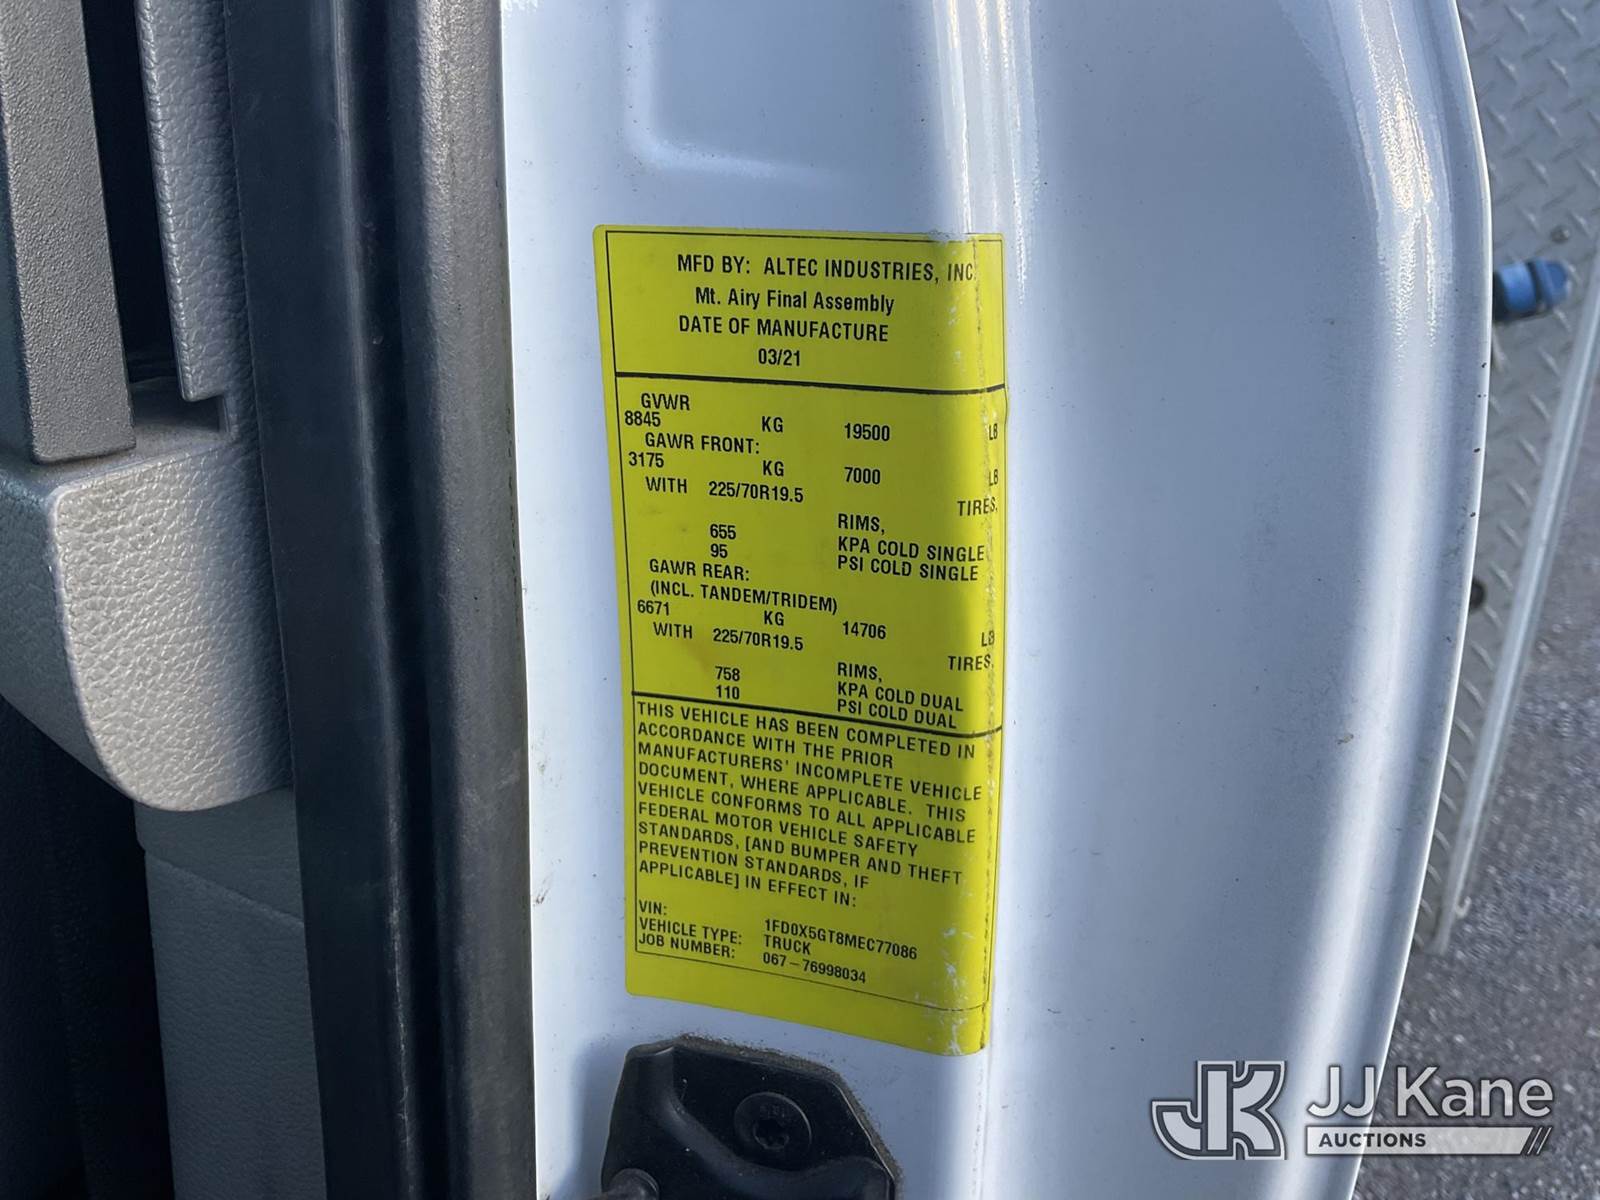 MFD BY: ALTEC INDUSTRIES, INC.
Mt. Airy Final Assembly
DATE OF MANUFACTURE
03/21
GVWR
8845 KG 19500 LB
GAWR FRONT:
3175 KG 7000 LB
WITH 225/70R19.5 TIRES,
RIMS,
655 KPA COLD SINGLE
95 PSI COLD SINGLE
GAWR REAR:
(INCL. TANDEM/TRIDEM)
6671 KG 14706 LB
WITH 225/70R19.5 TIRES,
RIMS,
758 KPA COLD DUAL
110 PSI COLD DUAL
THIS VEHICLE HAS BEEN COMPLETED IN
ACCORDANCE WITH THE PRIOR
MANUFACTURERS' INCOMPLETE VEHICLE
DOCUMENT, WHERE APPLICABLE. THIS
VEHICLE CONFORMS TO ALL APPLICABLE
FEDERAL MOTOR VEHICLE SAFETY
STANDARDS, [AND BUMPER AND THEFT
PREVENTION STANDARDS, IF
APPLICABLE] IN EFFECT IN:
VIN: 1FD0X5GT8MEC77086
VEHICLE TYPE: TRUCK
JOB NUMBER: 067-76998034
JK JJ Kane
AUCTIONS